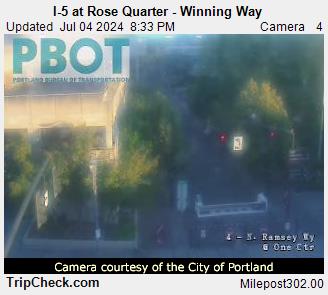 I-5 at Rose Quarter - Winning Way
Updated Jul 04 2024 8:33 PM Camera 4
PBOT
PORTLAND BUREAU OF TRANSPORTATION
4 - N. Ramsey Wy
@ One Ctr
Camera courtesy of the City of Portland
TripCheck.com Milepost302.00